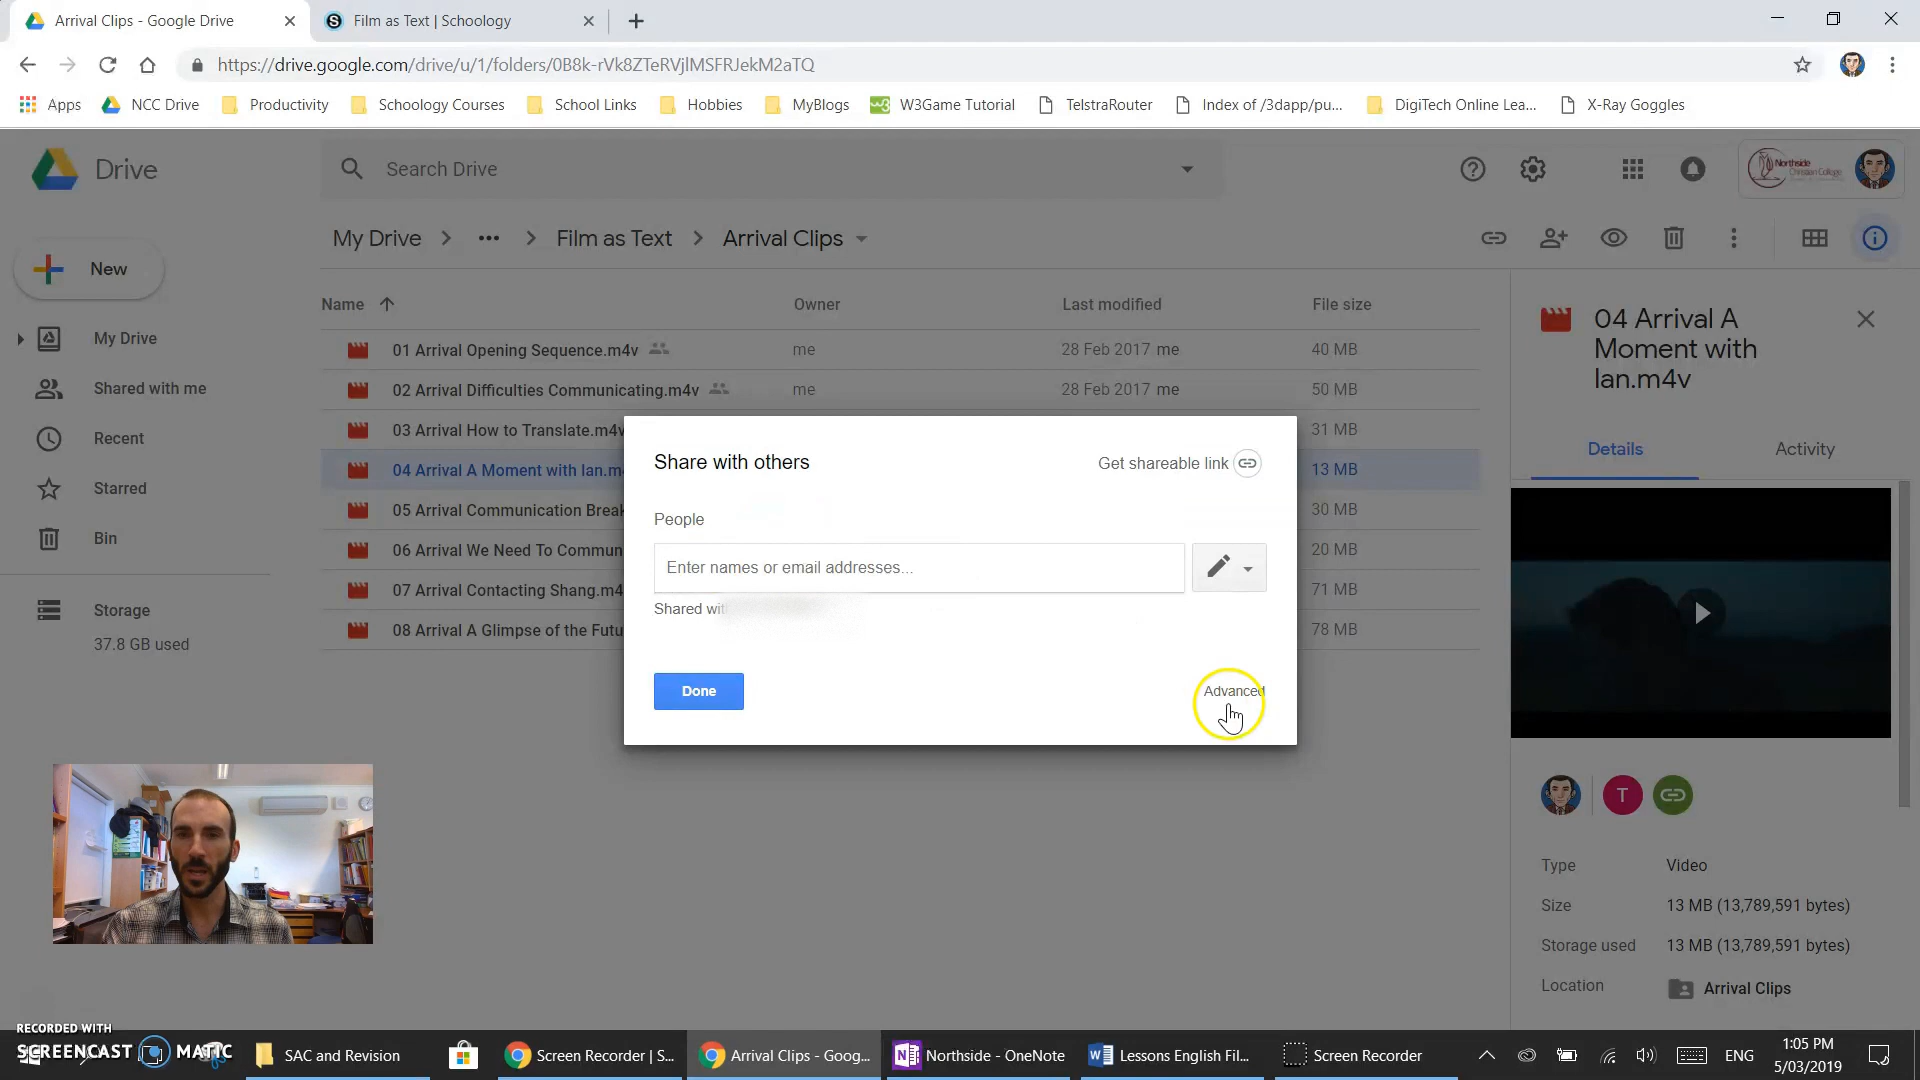 Arrival Clips - Google Drive
Film as Text | Schoology
https://drive.google.com/drive/u/1/folders/0B8k-rVk8ZTeRVjlMSFRJekM2aTQ
Apps
NCC Drive
Productivity
Schoology Courses
School Links
Hobbies
MyBlogs
W3Game Tutorial
TelstraRouter
Index of /3dapp/pu...
DigiTech Online Lea...
X-Ray Goggles
Drive
Search Drive
Northside
Christian College
My Drive
Film as Text
Arrival Clips
New
Name
Owner
Last modified
File size
04 Arrival A
Moment with
Ian.m4v
My Drive
Shared with me
Recent
Starred
Bin
Storage
37.8 GB used
01 Arrival Opening Sequence.m4v
me
28 Feb 2017 me
40 MB
02 Arrival Difficulties Communicating.m4v
me
28 Feb 2017 me
50 MB
03 Arrival How to Translate.m4v
31 MB
04 Arrival A Moment with Ian.m4
13 MB
05 Arrival Communication Break
30 MB
06 Arrival We Need To Commun
20 MB
07 Arrival Contacting Shang.m4
71 MB
08 Arrival A Glimpse of the Futu
78 MB
Share with others
Get shareable link
People
Enter names or email addresses...
Shared wit
Done
Advanced
Details
Activity
T
Type
Video
Size
13 MB (13,789,591 bytes)
Storage used
13 MB (13,789,591 bytes)
Location
Arrival Clips
RECORDED WITH
SCREENCAST MATIC
SAC and Revision
Screen Recorder | S...
Arrival Clips - Goog...
Northside - OneNote
Lessons English Fil...
Screen Recorder
ENG
1:05 PM
5/03/2019